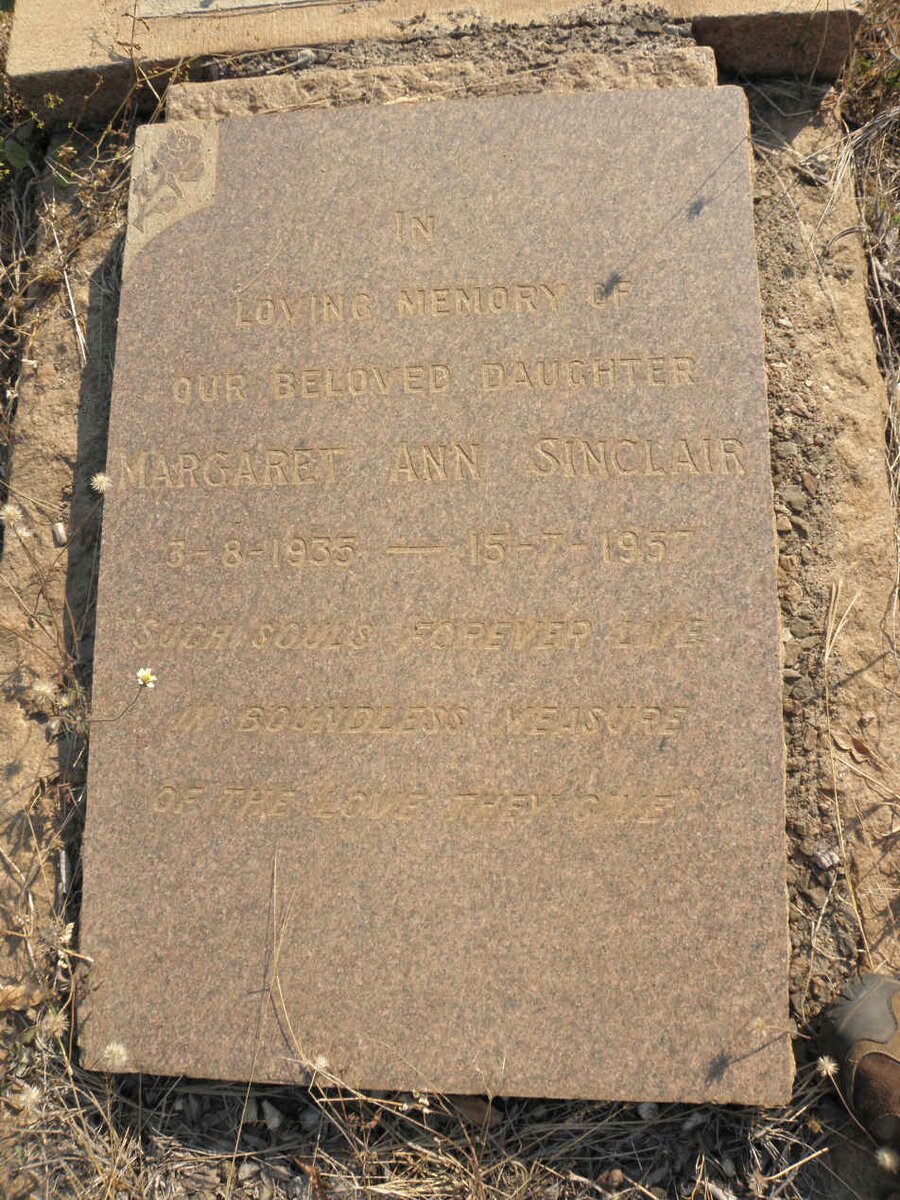 IN
LOVING MEMORY OF
OUR BELOVED DAUGHTER
MARGARET ANN SINCLAIR
3-8-1935 — 15-7-1957
SUCH SOULS FOREVER LIVE
IN BOUNDLESS MEASURE
OF THE LOVE THEY GIVE"